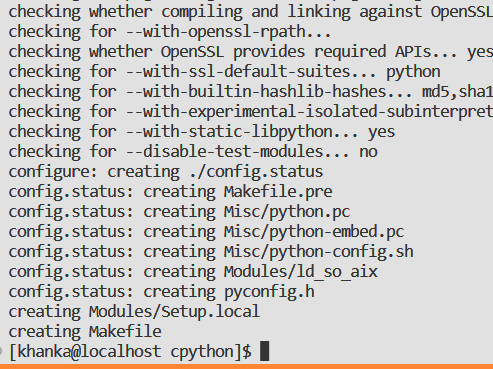 checking whether compiling and linking against OpenSSL
checking for --with-openssl-rpath...
checking whether OpenSSL provides required APIs... yes
checking for --with-ssl-default-suites... python
checking for --with-builtin-hashlib-hashes... md5,sha1
checking for --with-experimental-isolated-subinterpret
checking for --with-static-libpython... yes
checking for --disable-test-modules... no
configure: creating ./config.status
config.status: creating Makefile.pre
config.status: creating Misc/python.pc
config.status: creating Misc/python-embed.pc
config.status: creating Misc/python-config.sh
config.status: creating Modules/ld_so_aix
config.status: creating pyconfig.h
creating Modules/Setup.local
creating Makefile
[khanka@localhost cpython]$